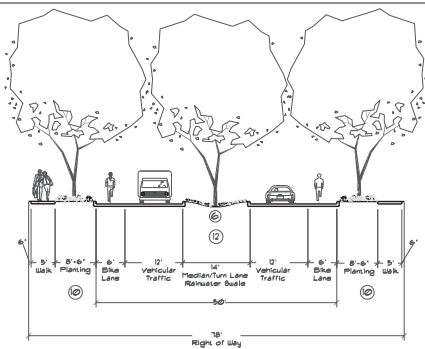 6
12
6"
5'
Walk
8'-6"
Planting
6'
Bike
Lane
12'
Vehicular
Traffic
14'
Median/Turn Lane
Rainwater Swale
12'
Vehicular
Traffic
6'
Bike
Lane
8'-6"
Planting
5'
Walk
6"
10
10
50'
78'
Right of Way